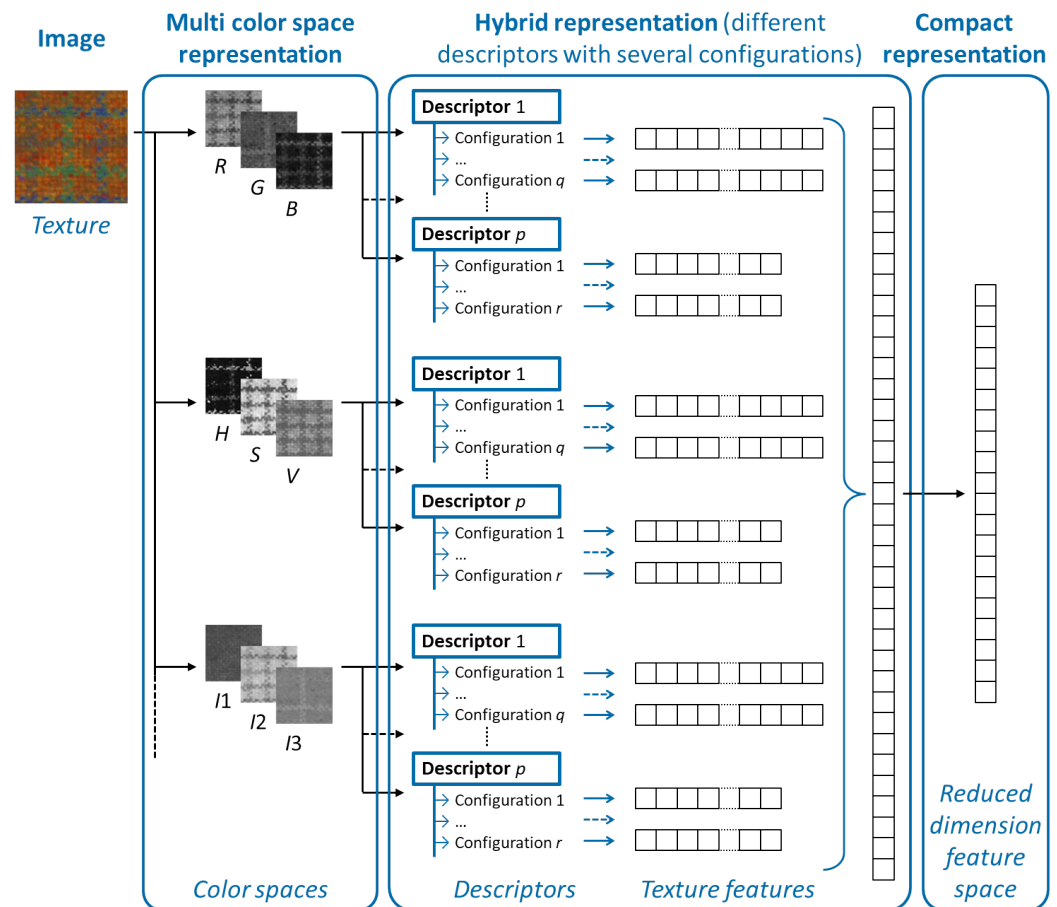 Image
Multi color space
representation
Hybrid representation (different
descriptors with several configurations)
Compact
representation
Texture
R
G
B
Descriptor 1
Configuration 1
...
Configuration q
Descriptor p
Configuration 1
...
Configuration r
H
S
V
Descriptor 1
Configuration 1
...
Configuration q
Descriptor p
Configuration 1
...
Configuration r
I1
I2
I3
Descriptor 1
Configuration 1
...
Configuration q
Descriptor p
Configuration 1
...
Configuration r
Color spaces
Descriptors
Texture features
Reduced
dimension
feature
space